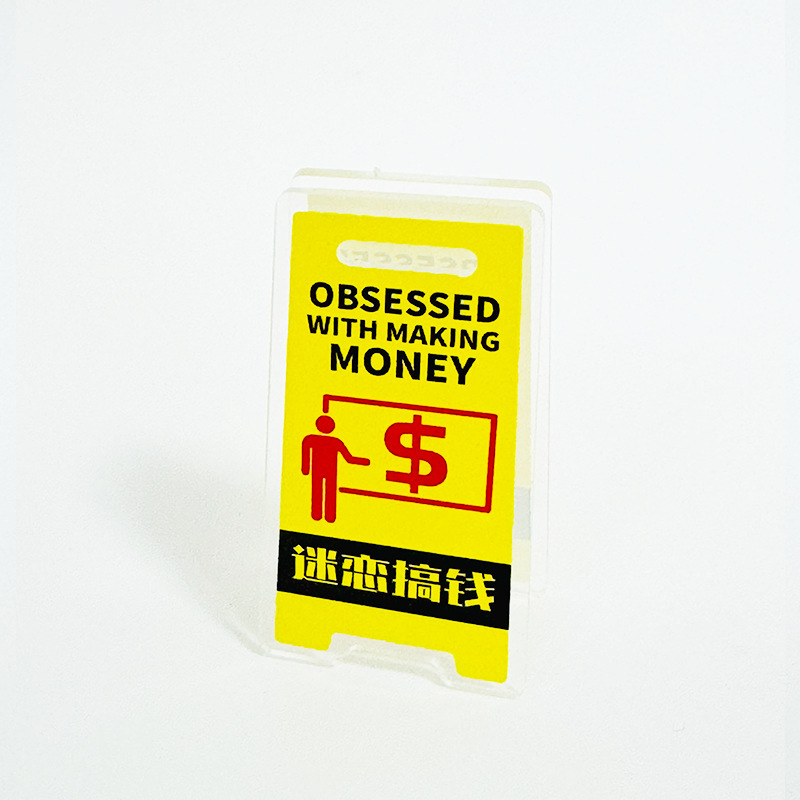 OBSESSED
WITH MAKING
MONEY
$
迷恋搞钱